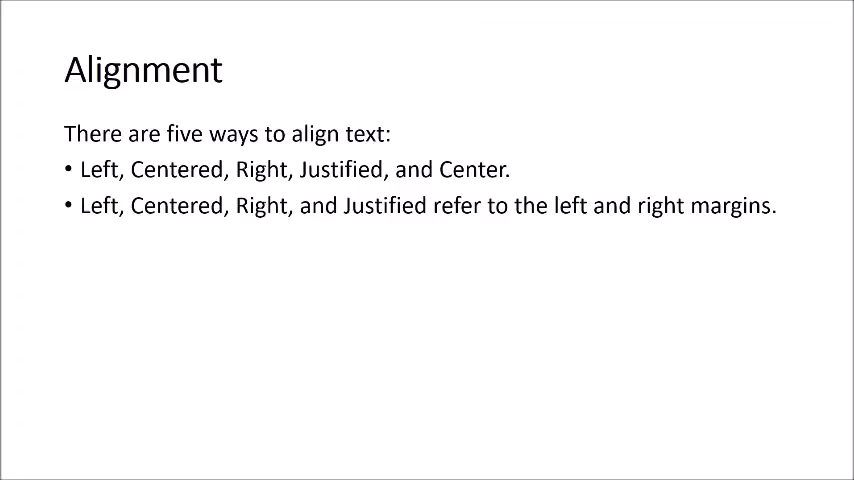 Alignment
There are five ways to align text:
• Left, Centered, Right, Justified, and Center.
• Left, Centered, Right, and Justified refer to the left and right margins.